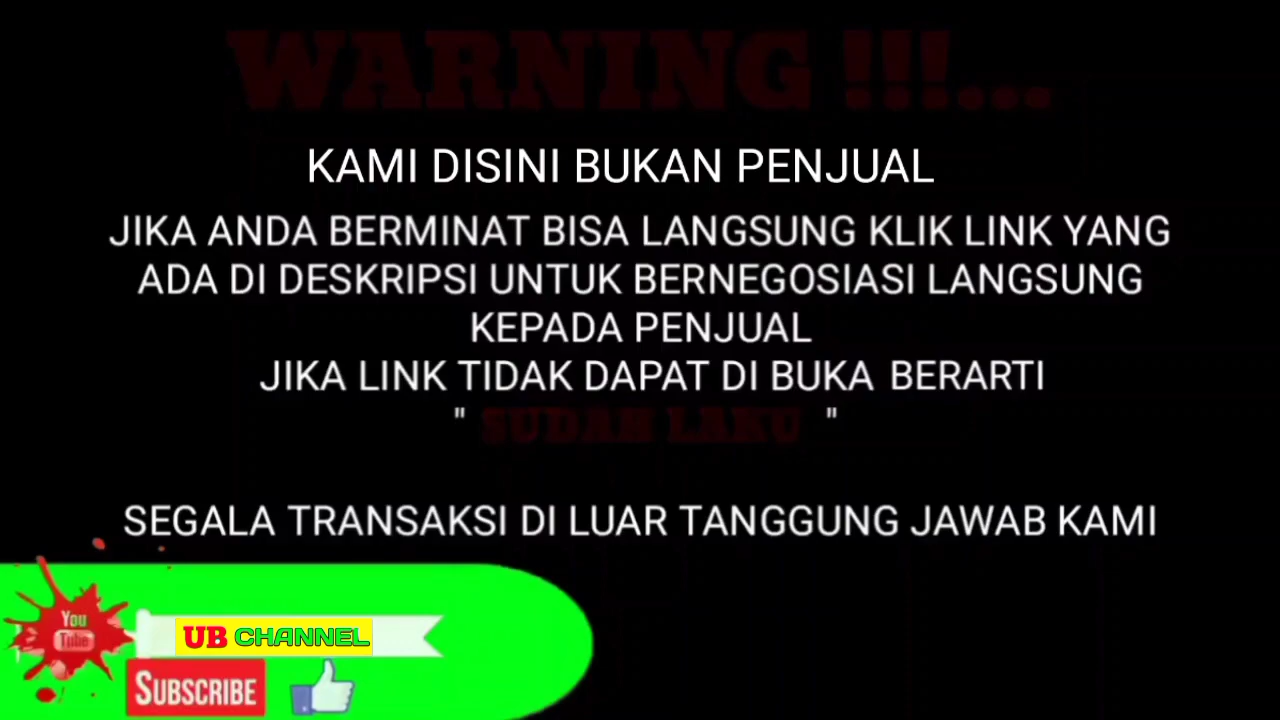 WARNING !!!...
KAMI DISINI BUKAN PENJUAL
JIKA ANDA BERMINAT BISA LANGSUNG KLIK LINK YANG
ADA DI DESKRIPSI UNTUK BERNEGOSIASI LANGSUNG
KEPADA PENJUAL
JIKA LINK TIDAK DAPAT DI BUKA BERARTI
" SUDAH LAKU "
SEGALA TRANSAKSI DI LUAR TANGGUNG JAWAB KAMI
You
Tube
UB CHANNEL
SUBSCRIBE